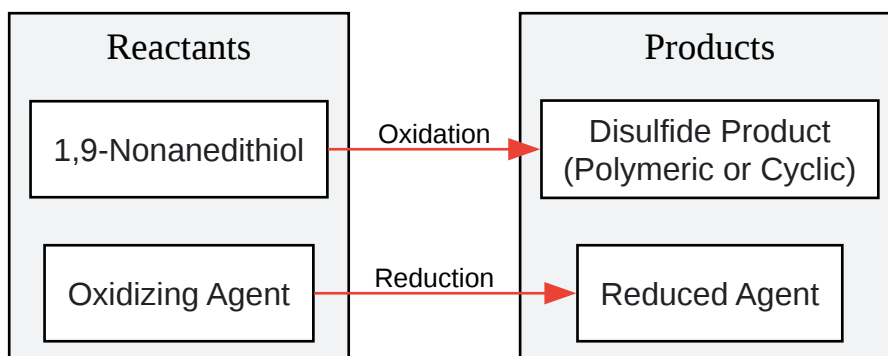 Reactants
Products
1,9-Nonanedithiol
Oxidation
Disulfide Product
(Polymeric or Cyclic)
Oxidizing Agent
Reduction
Reduced Agent